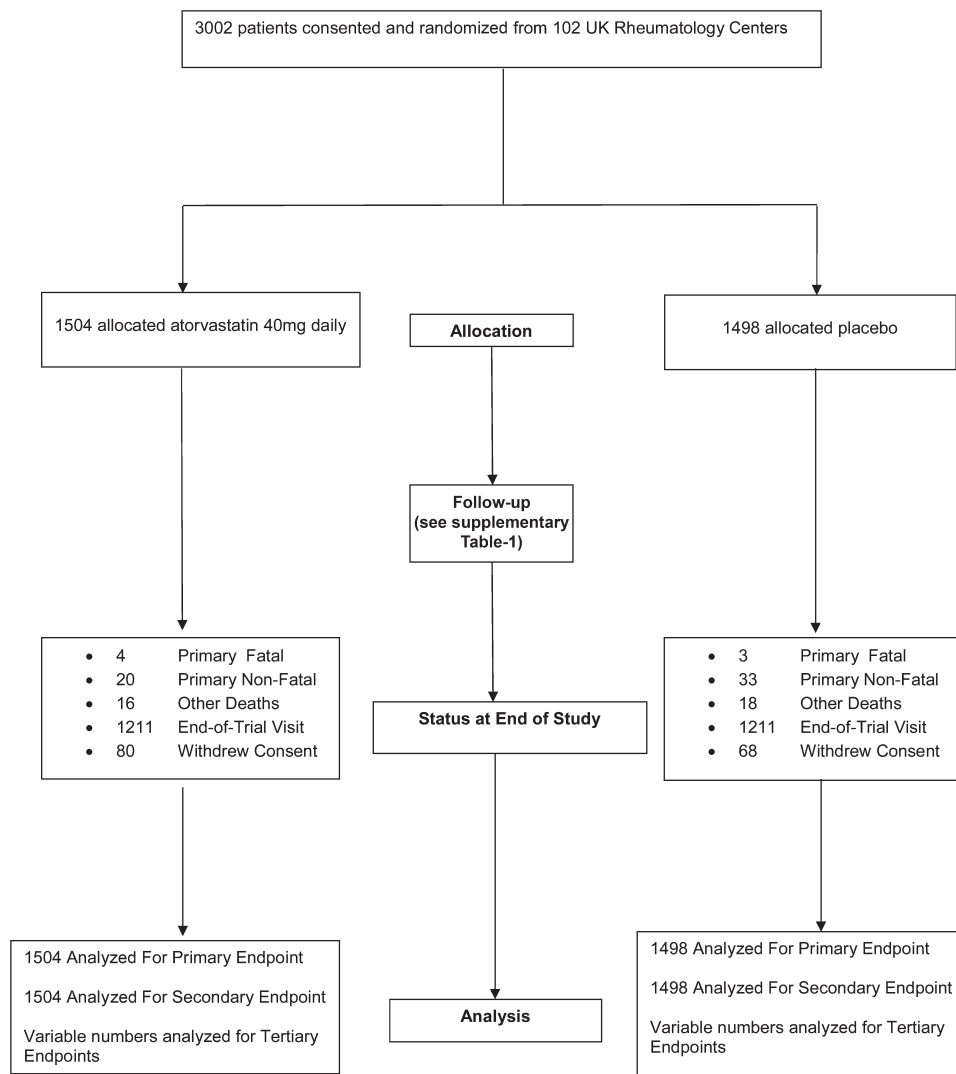 3002 patients consented and randomized from 102 UK Rheumatology Centers
1504 allocated atorvastatin 40mg daily
Allocation
1498 allocated placebo
Follow-up
(see supplementary
Table-1)
• 4 Primary Fatal
• 20 Primary Non-Fatal
• 16 Other Deaths
• 1211 End-of-Trial Visit
• 80 Withdrew Consent
Status at End of Study
• 3 Primary Fatal
• 33 Primary Non-Fatal
• 18 Other Deaths
• 1211 End-of-Trial Visit
• 68 Withdrew Consent
1504 Analyzed For Primary Endpoint
1504 Analyzed For Secondary Endpoint
Variable numbers analyzed for Tertiary
Endpoints
Analysis
1498 Analyzed For Primary Endpoint
1498 Analyzed For Secondary Endpoint
Variable numbers analyzed for Tertiary
Endpoints